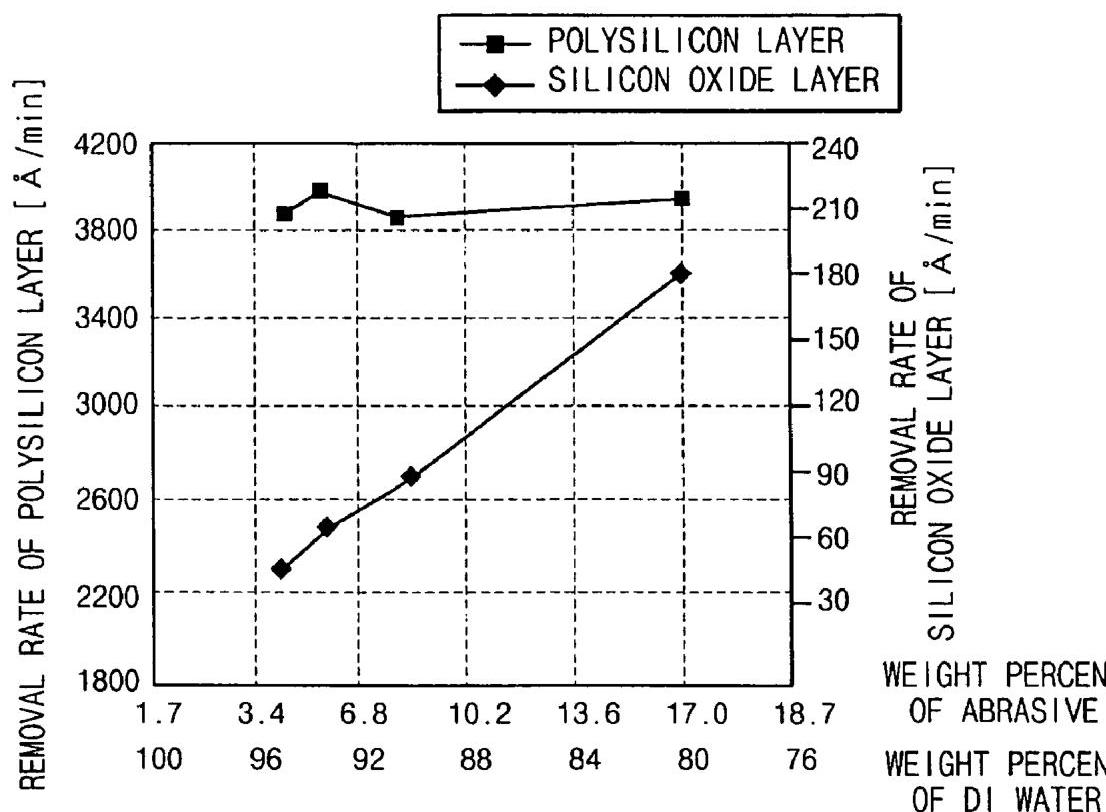 POLYSILICON LAYER
SILICON OXIDE LAYER
REMOVAL RATE OF POLYSILICON LAYER [Å/min]
4200
3800
3400
3000
2600
2200
1800
240
210
180
150
120
90
60
30
REMOVAL RATE OF
SILICON OXIDE LAYER [Å/min]
1.7 3.4 6.8 10.2 13.6 17.0 18.7
WEIGHT PERCEN
OF ABRASIVE
100 96 92 88 84 80 76
WEIGHT PERCEN
OF DI WATER